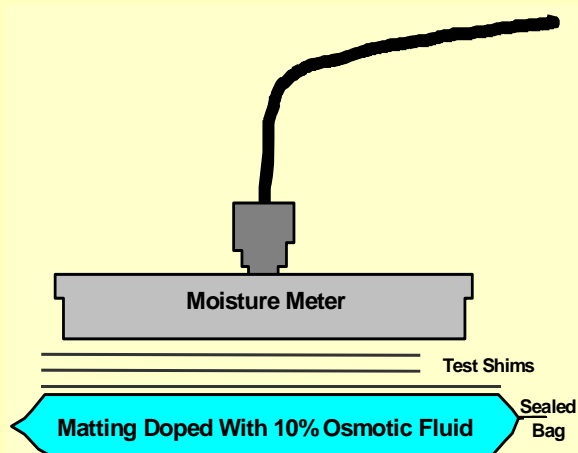 Moisture Meter
Test Shims
Sealed
Bag
Matting Doped With 10% Osmotic Fluid